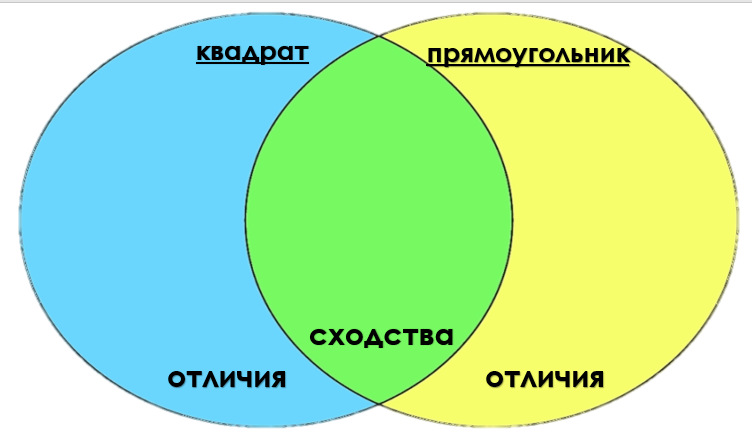 квадрат
прямоугольник
сходства
отличия
отличия